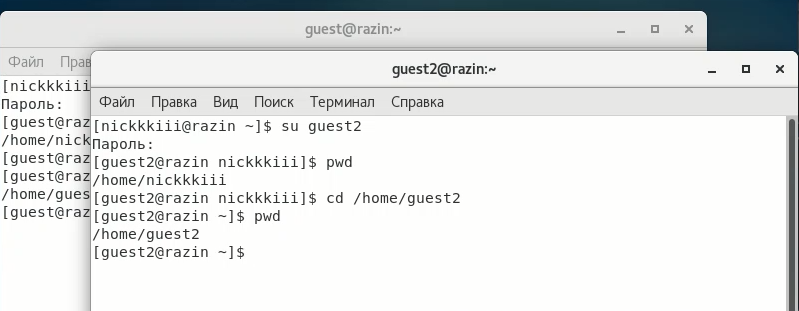 guest@razin:~
Файл Прав
[nickkkiii
Пароль:
[guest@raz
/home/nick
[guest@raz
[guest@raz
/home/gues
[guest@raz
guest2@razin:~
Файл Правка Вид Поиск Терминал Справка
[nickkkiii@razin ~]$ su guest2
Пароль:
[guest2@razin nickkkiii]$ pwd
/home/nickkkiii
[guest2@razin nickkkiii]$ cd /home/guest2
[guest2@razin ~]$ pwd
/home/guest2
[guest2@razin ~]$